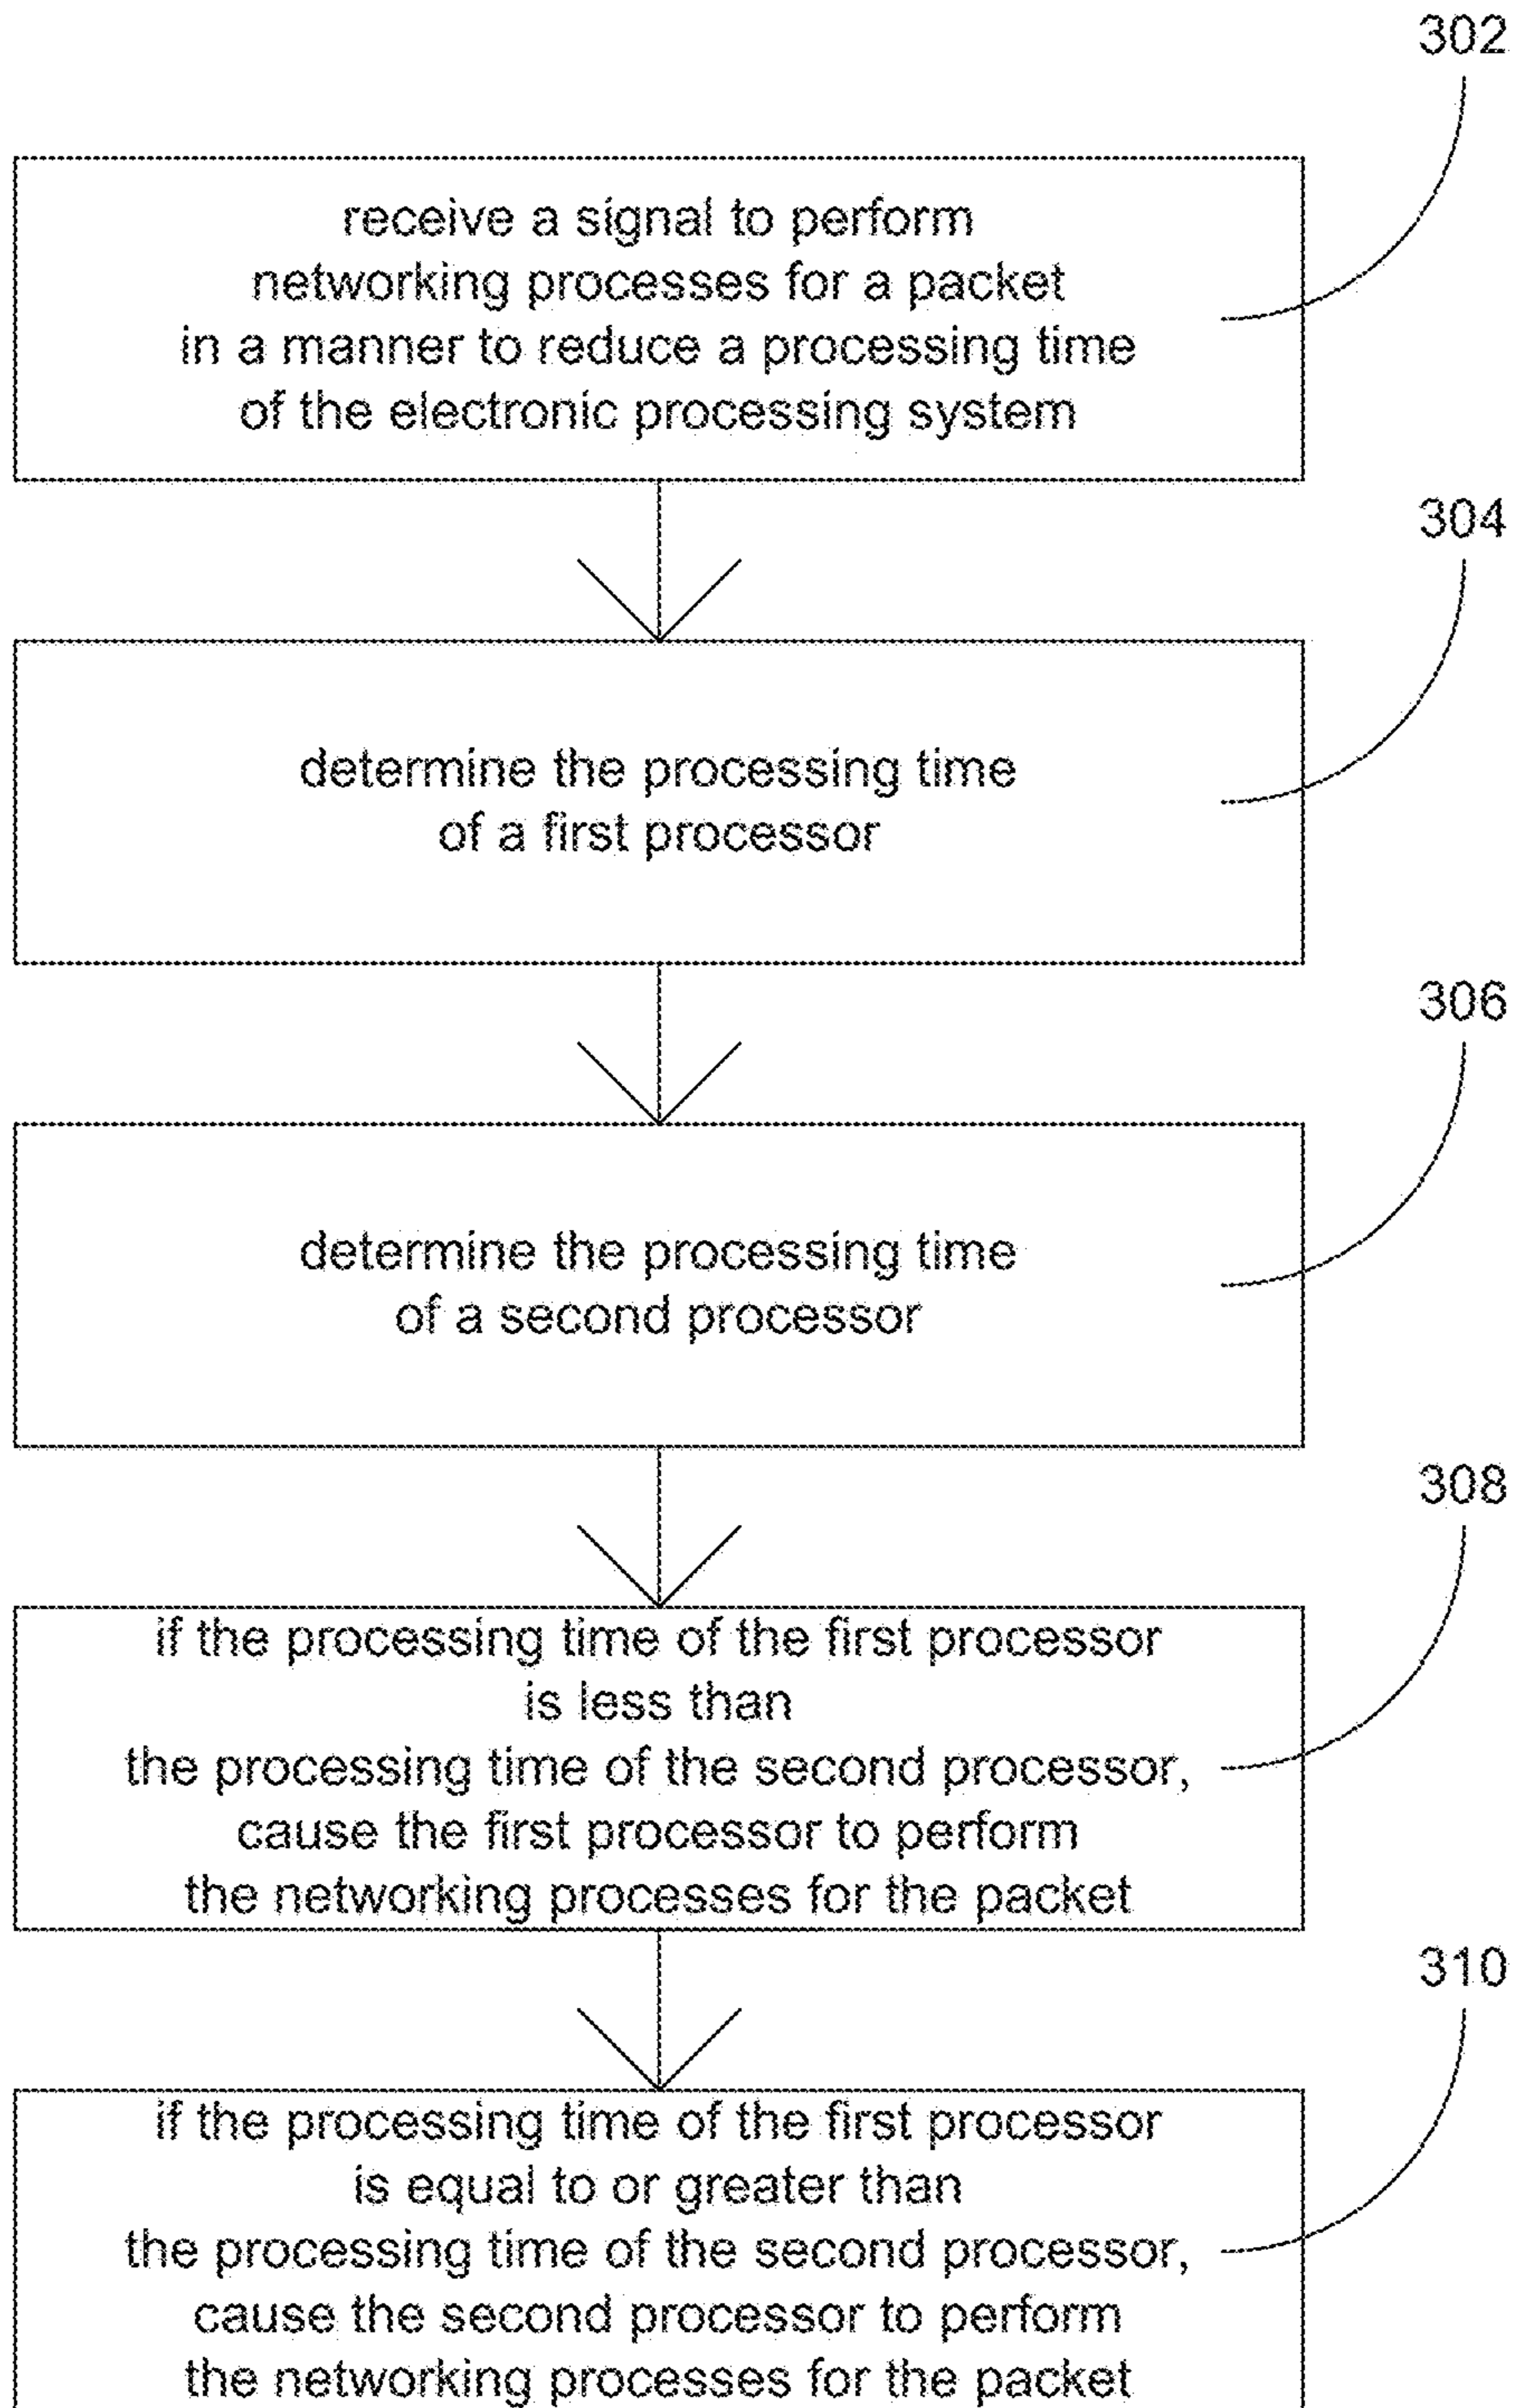 302
receive a signal to perform
networking processes for a packet
in a manner to reduce a processing time
of the electronic processing system
304
determine the processing time
of a first processor
306
determine the processing time
of a second processor
308
if the processing time of the first processor
is less than
the processing time of the second processor,
cause the first processor to perform
the networking processes for the packet
310
if the processing time of the first processor
is equal to or greater than
the processing time of the second processor,
cause the second processor to perform
the networking processes for the packet